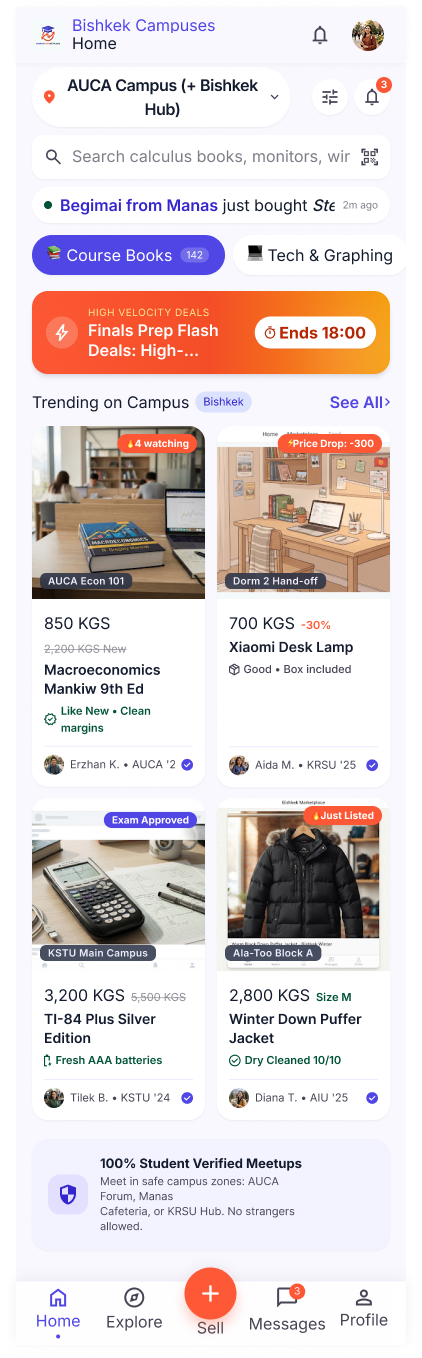 Bishkek Campuses
Home
AUCA Campus (+ Bishkek
Hub)
3
Search calculus books, monitors, wir
Begimai from Manas just bought Ste
2m ago
Course Books 142
Tech & Graphing
HIGH VELOCITY DEALS
Finals Prep Flash
Deals: High-...
Ends 18:00
Trending on Campus Bishkek
See All
4 watching
MACROECONOMICS
AUCA Econ 101
850 KGS
2,200 KGS New
Macroeconomics
Mankiw 9th Ed
Like New • Clean
margins
Erzhan K. • AUCA '2
Home
Price Drop: -300
Dorm 2 Hand-off
700 KGS -30%
Xiaomi Desk Lamp
Good • Box included
Aida M. • KRSU '25
Exam Approved
KSTU Main Campus
3,200 KGS 5,500 KGS
TI-84 Plus Silver
Edition
Fresh AAA batteries
Tilek B. • KSTU '24
Bishkek Marketplace
Just Listed
Ala-Too Block A
2,800 KGS Size M
Winter Down Puffer
Jacket
Dry Cleaned 10/10
Diana T. • AIU '25
100% Student Verified Meetups
Meet in safe campus zones: AUCA
Forum, Manas
Cafeteria, or KRSU Hub. No strangers
allowed.
Home
Explore
Sell
3
Messages
Profile